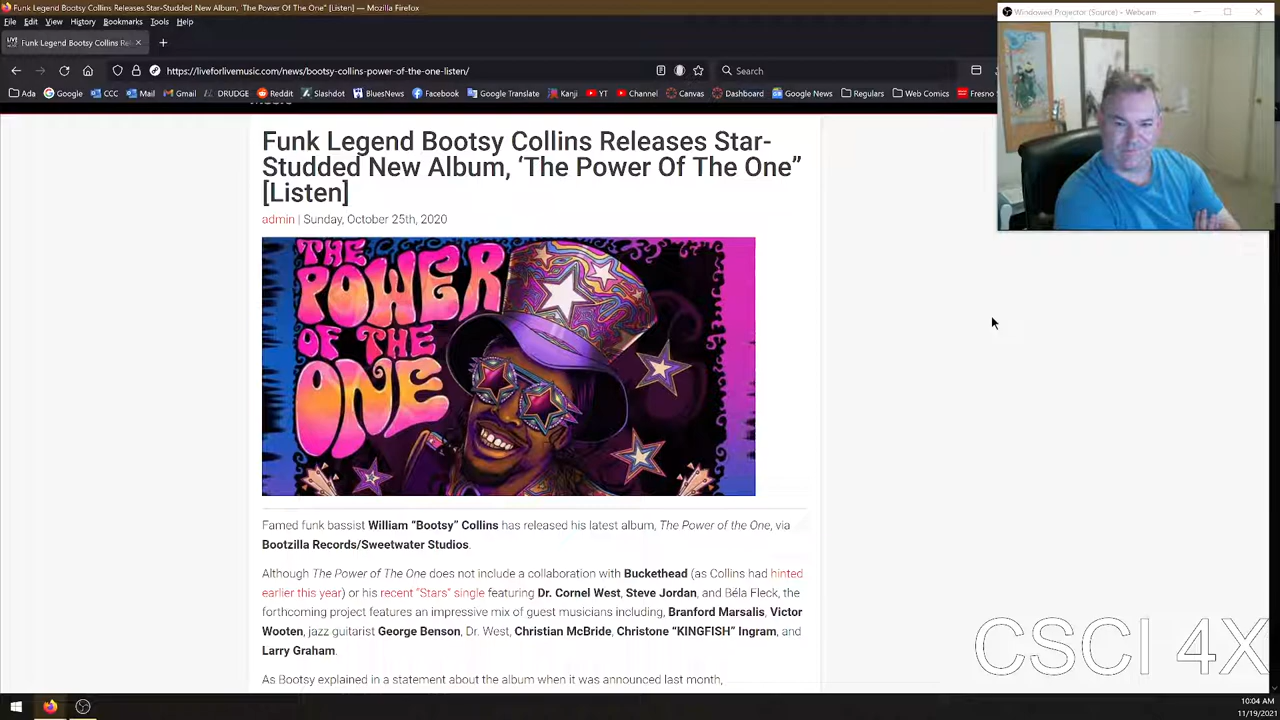 Funk Legend Bootsy Collins Releases Star-Studded New Album, 'The Power Of The One" [Listen] — Mozilla Firefox
File Edit View History Bookmarks Tools Help
Windowed Projector (Source) - Webcam
Funk Legend Bootsy Collins Re
https://liveforlivemusic.com/news/bootsy-collins-power-of-the-one-listen/
Search
Ada Google CCC Mail Gmail DRUDGE Reddit Slashdot BluesNews Facebook Google Translate Kanji YT Channel Canvas Dashboard Google News Regulars Web Comics Fresno
Funk Legend Bootsy Collins Releases Star-
Studded New Album, ‘The Power Of The One”
[Listen]
admin | Sunday, October 25th, 2020
THE
POWER
OF THE
ONE
Famed funk bassist William “Bootsy” Collins has released his latest album, The Power of the One, via
Bootzilla Records/Sweetwater Studios.
Although The Power of The One does not include a collaboration with Buckethead (as Collins had hinted
earlier this year) or his recent “Stars” single featuring Dr. Cornel West, Steve Jordan, and Béla Fleck, the
forthcoming project features an impressive mix of guest musicians including, Branford Marsalis, Victor
Wooten, jazz guitarist George Benson, Dr. West, Christian McBride, Christone “KINGFISH” Ingram, and
Larry Graham.
As Bootsy explained in a statement about the album when it was announced last month,
CSCI 4X
10:04 AM
11/19/2021